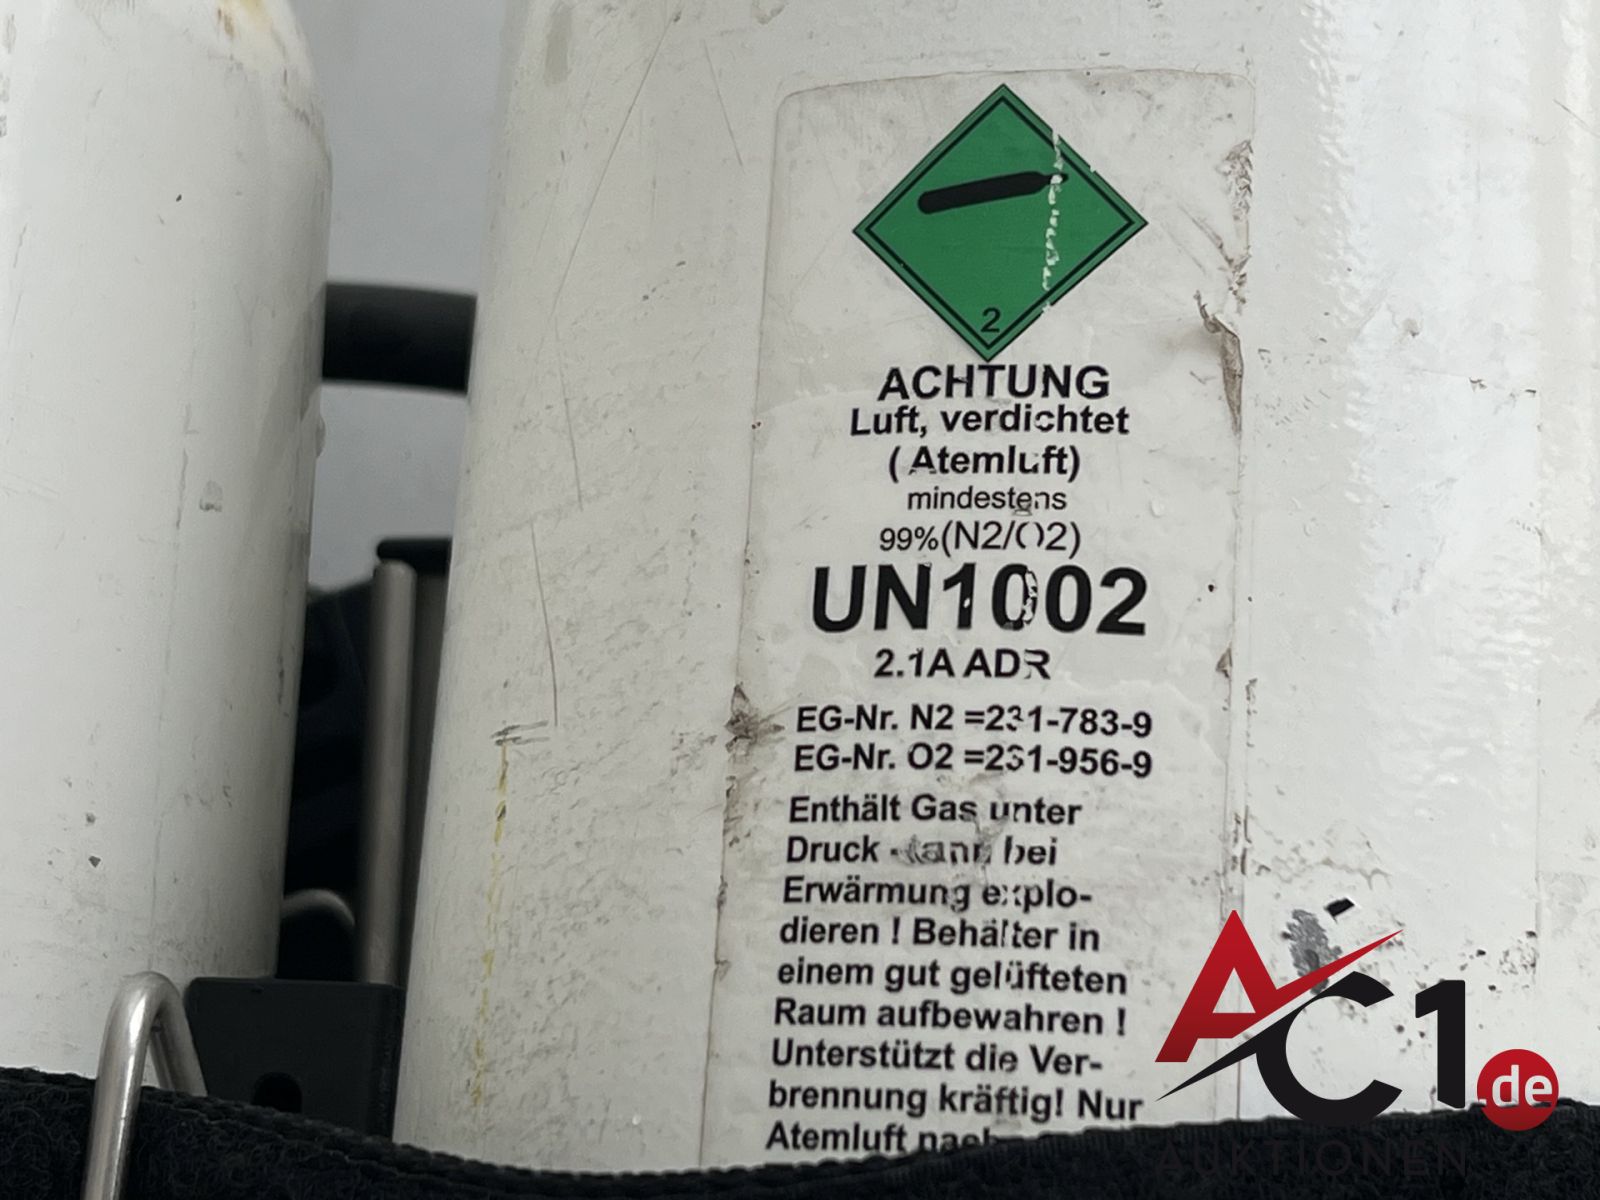 2
ACHTUNG
Luft, verdichtet
( Atemluft)
mindestens
99%(N2/O2)
UN1002
2.1A ADR
EG-Nr. N2 =231-783-9
EG-Nr. O2 =231-956-9
Enthält Gas unter
Druck - kann bei
Erwärmung explo-
dieren ! Behälter in
einem gut gelüfteten
Raum aufbewahren !
Unterstützt die Ver-
brennung kräftig! Nur
Atemluft
AC1.de
AUKTIONEN